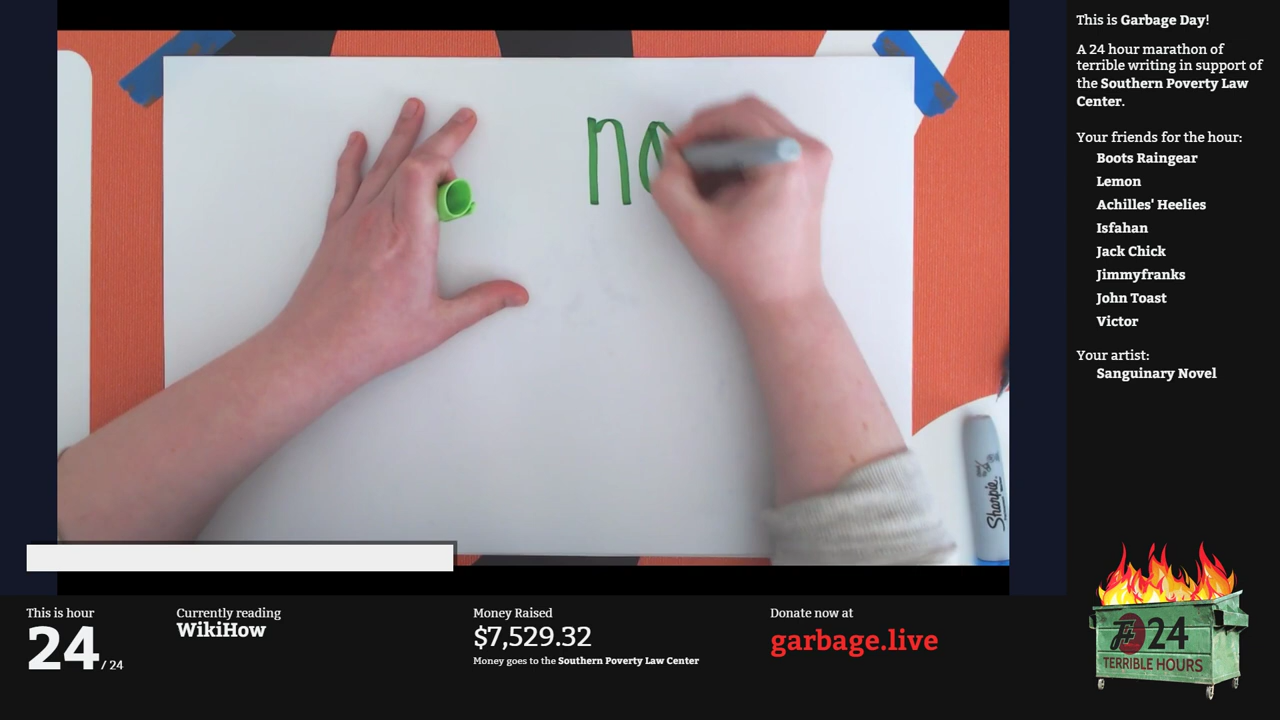 This is Garbage Day!
A 24 hour marathon of
terrible writing in support of
the Southern Poverty Law
Center.
Your friends for the hour:
Boots Raingear
Lemon
Achilles' Heelies
Isfahan
Jack Chick
Jimmyfranks
John Toast
Victor
Your artist:
Sanguinary Novel
no
Sharpie
This is hour
24 / 24
Currently reading
WikiHow
Money Raised
$7,529.32
Money goes to the Southern Poverty Law Center
Donate now at
garbage.live
24
TERRIBLE HOURS